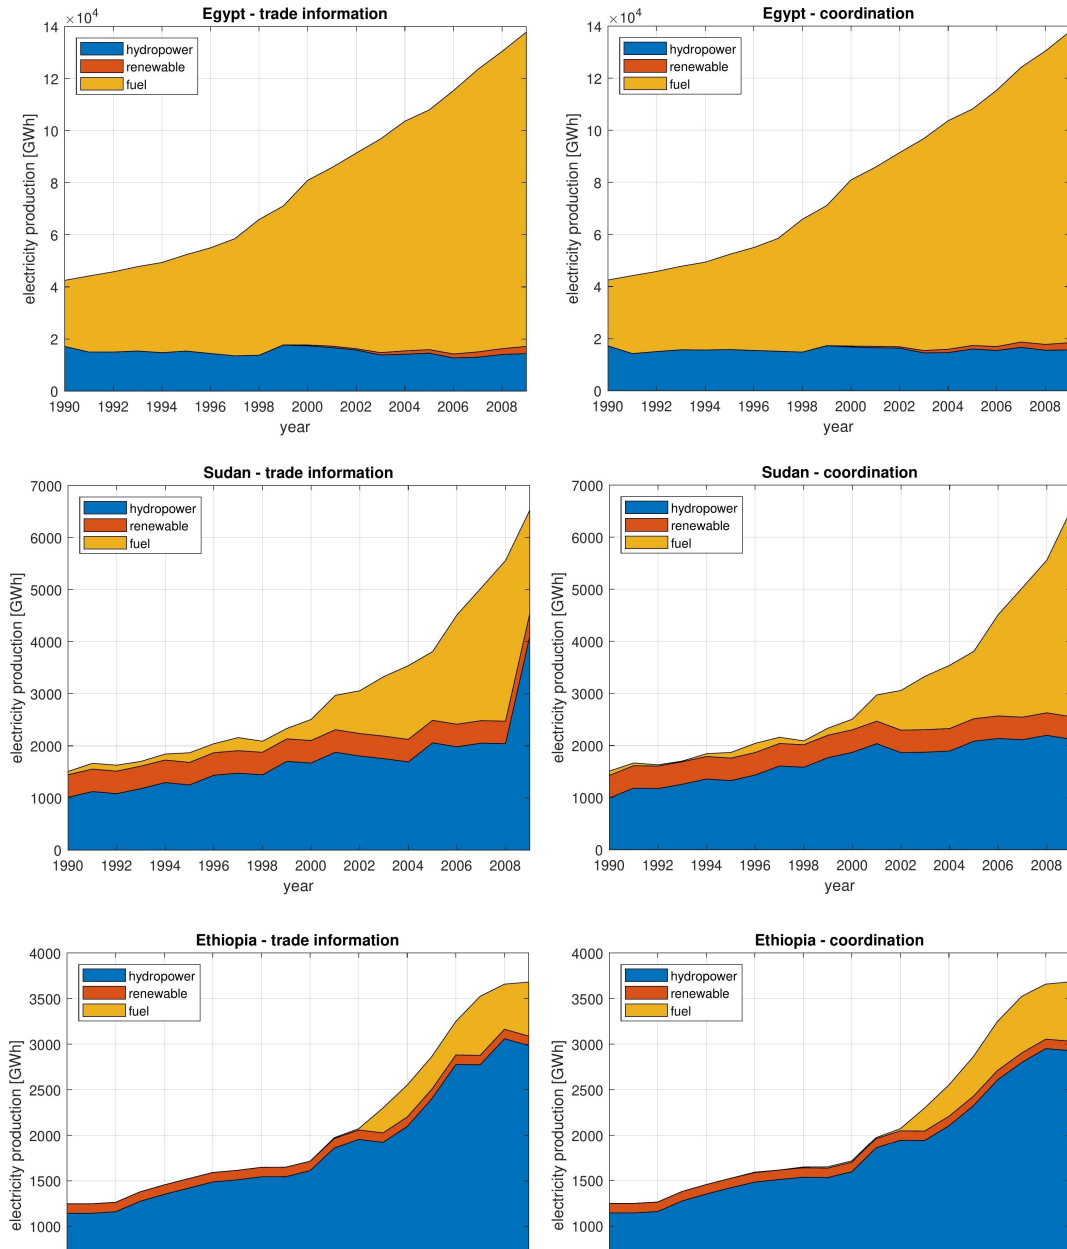 Egypt - trade information
×10⁴
14
12
10
8
6
4
2
0
electricity production [GWh]
hydropower
renewable
fuel
1990 1992 1994 1996 1998 2000 2002 2004 2006 2008
year
Egypt - coordination
×10⁴
14
12
10
8
6
4
2
0
electricity production [GWh]
hydropower
renewable
fuel
1990 1992 1994 1996 1998 2000 2002 2004 2006 2008
year
Sudan - trade information
7000
6000
5000
4000
3000
2000
1000
0
electricity production [GWh]
hydropower
renewable
fuel
1990 1992 1994 1996 1998 2000 2002 2004 2006 2008
year
Sudan - coordination
7000
6000
5000
4000
3000
2000
1000
0
electricity production [GWh]
hydropower
renewable
fuel
1990 1992 1994 1996 1998 2000 2002 2004 2006 2008
year
Ethiopia - trade information
4000
3500
3000
2500
2000
1500
1000
electricity production [GWh]
hydropower
renewable
fuel
Ethiopia - coordination
4000
3500
3000
2500
2000
1500
1000
electricity production [GWh]
hydropower
renewable
fuel